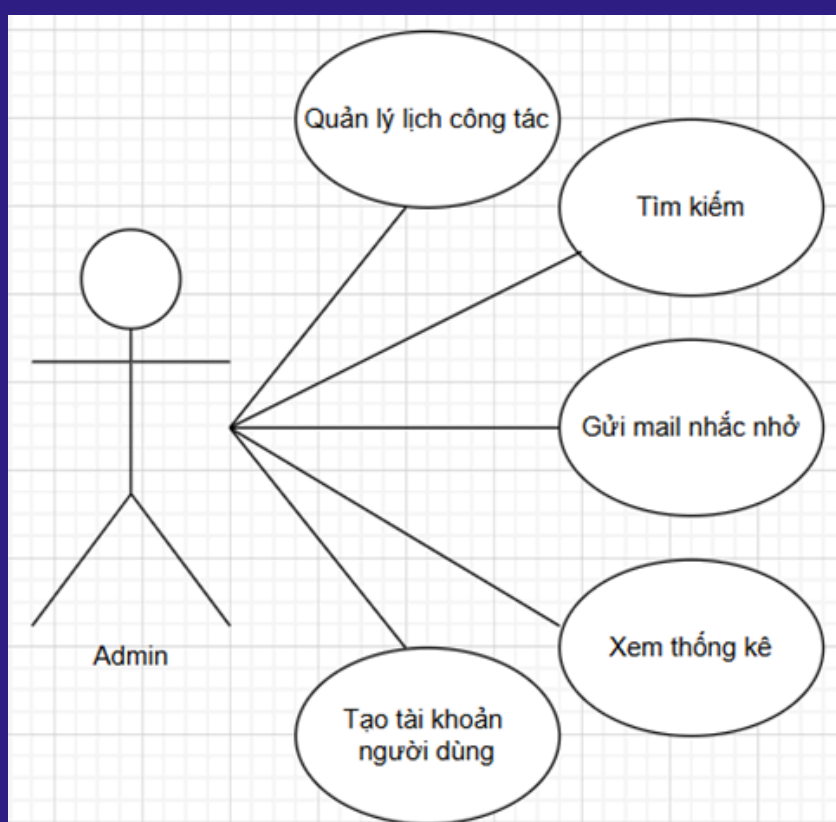 Quản lý lịch công tác
Tìm kiếm
Gửi mail nhắc nhở
Xem thống kê
Admin
Tạo tài khoản
người dùng